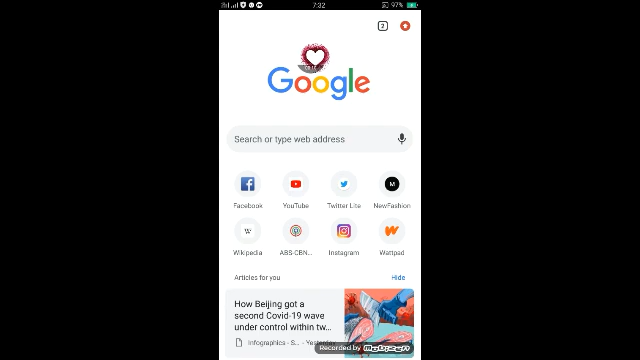 7:32
97%
2
Google
Search or type web address
Facebook
YouTube
Twitter Lite
M
NewFashion
W
Wikipedia
ABS-CBN...
Instagram
Wattpad
Articles for you
Hide
How Beijing got a
second Covid-19 wave
under control within tw...
Infographics - S... - Yesterday
Recorded by